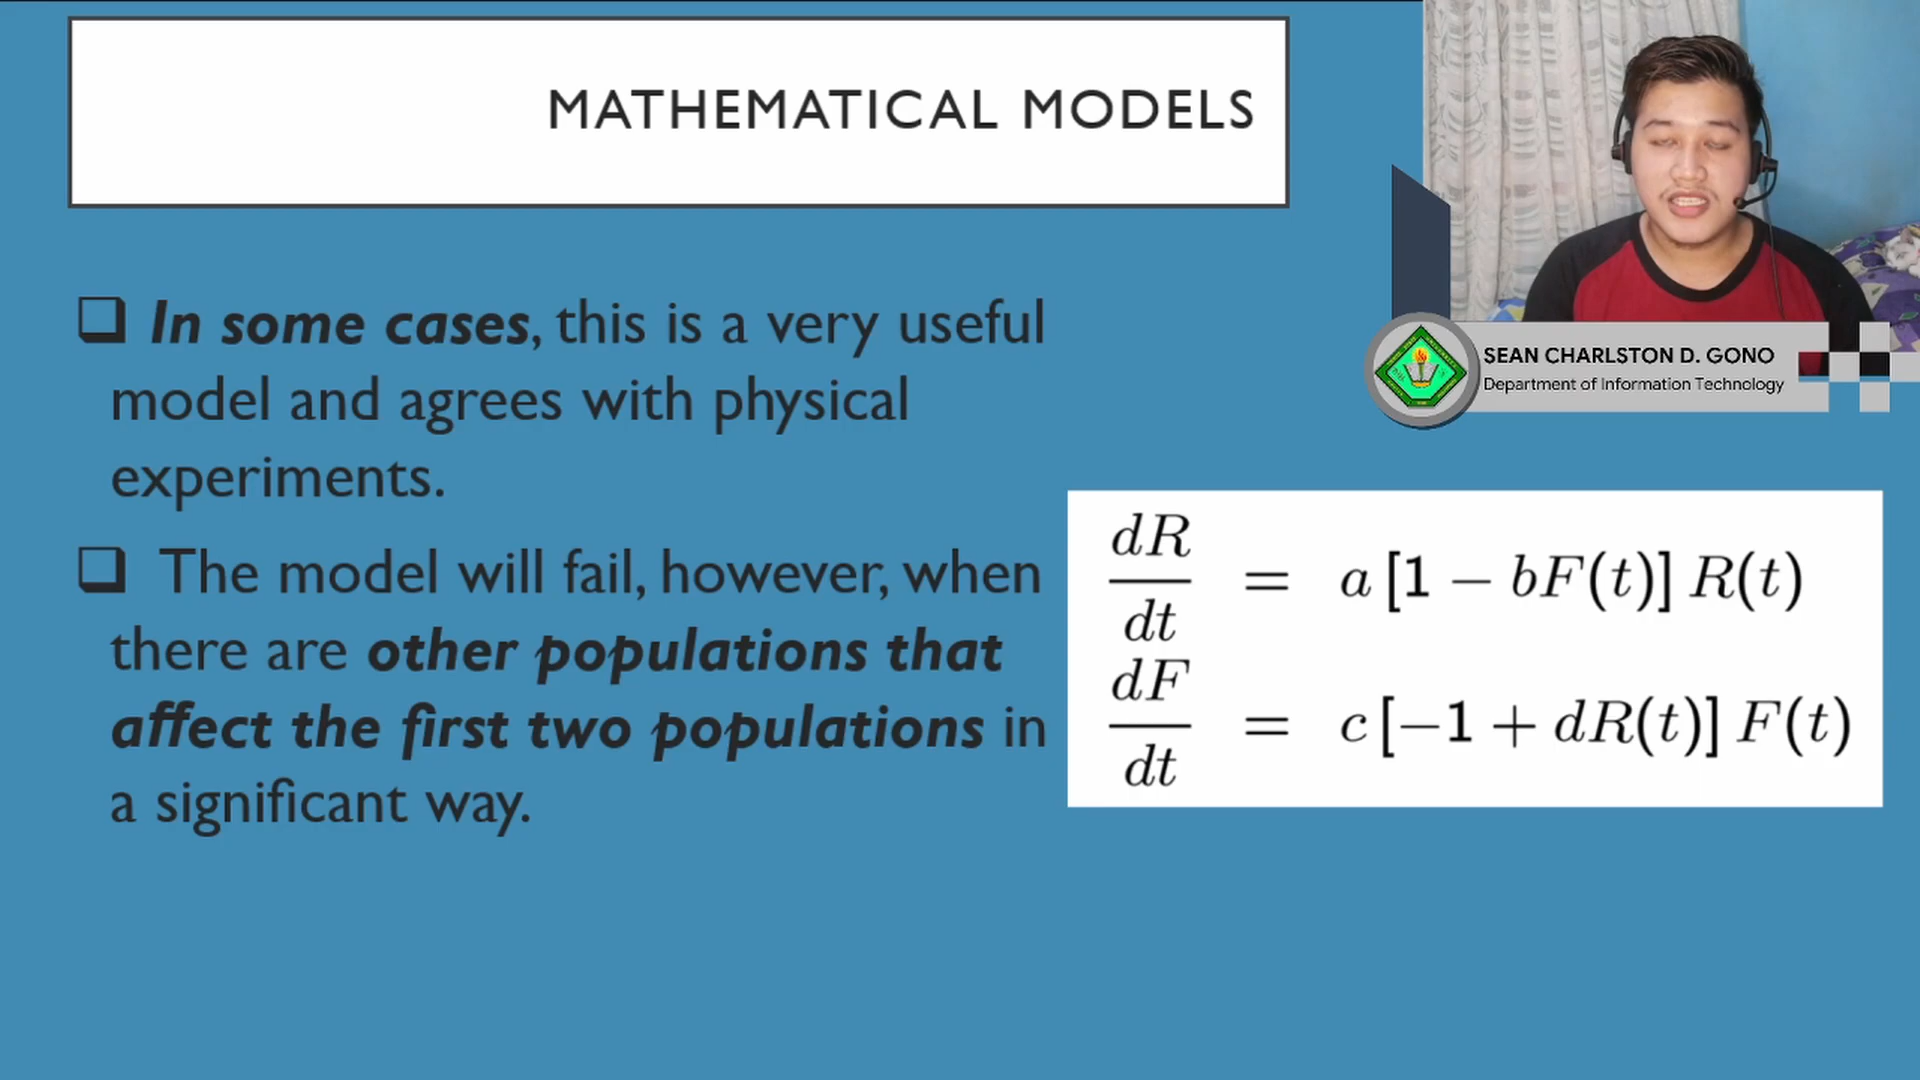 MATHEMATICAL MODELS
In some cases, this is a very useful
model and agrees with physical
experiments.
The model will fail, however, when
there are other populations that
affect the first two populations in
a significant way.
SEAN CHARLSTON D. GONO
Department of Information Technology
dR/dt = a [1 − bF(t)] R(t)
dF/dt = c [−1 + dR(t)] F(t)